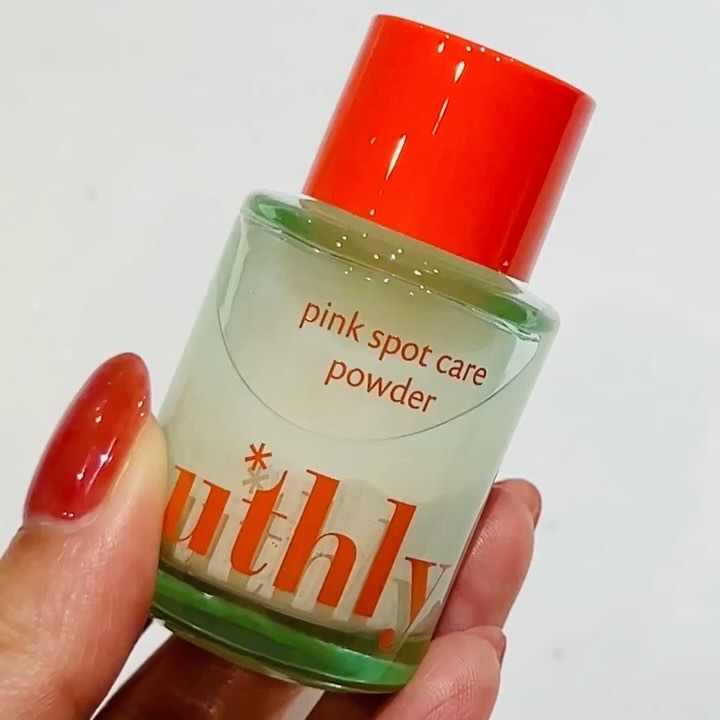 pink spot care
powder
uthly